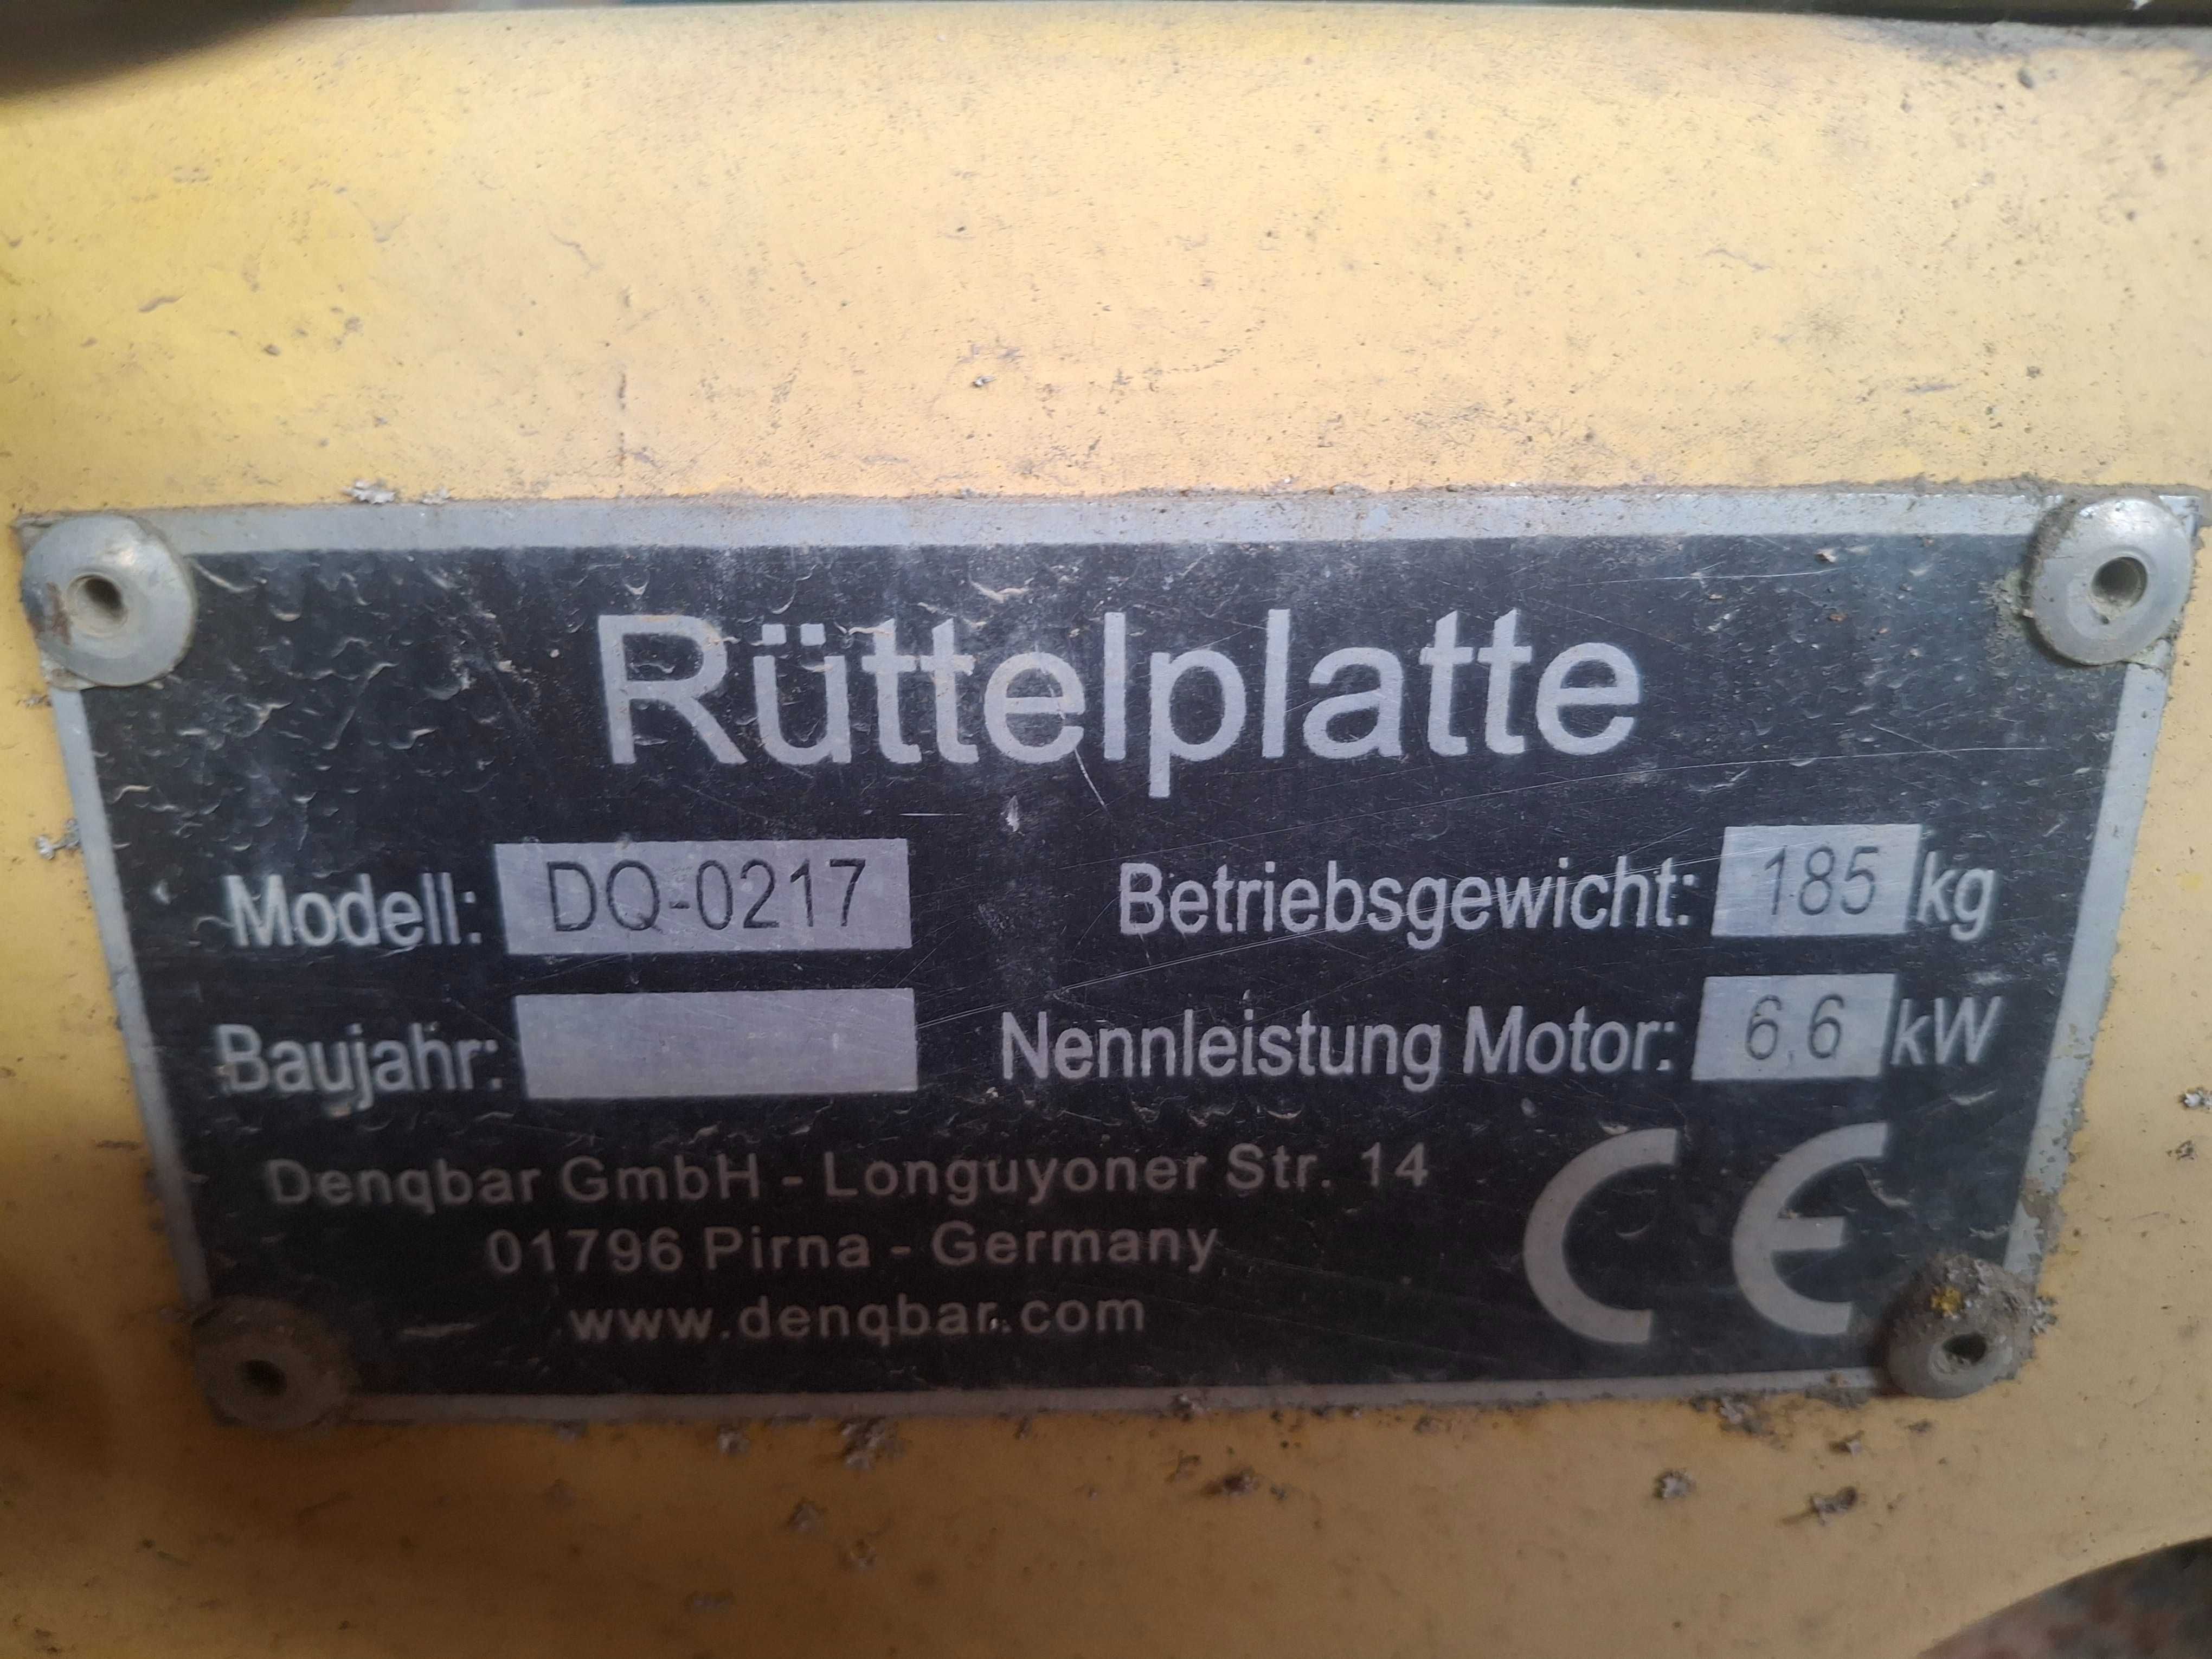 Rüttelplatte
Modell: DQ-0217 Betriebsgewicht: 185 kg
Baujahr: Nennleistung Motor: 6,6 kW
Denqbar GmbH - Longuyoner Str. 14
01796 Pirna - Germany
www.denqbar.com
CE